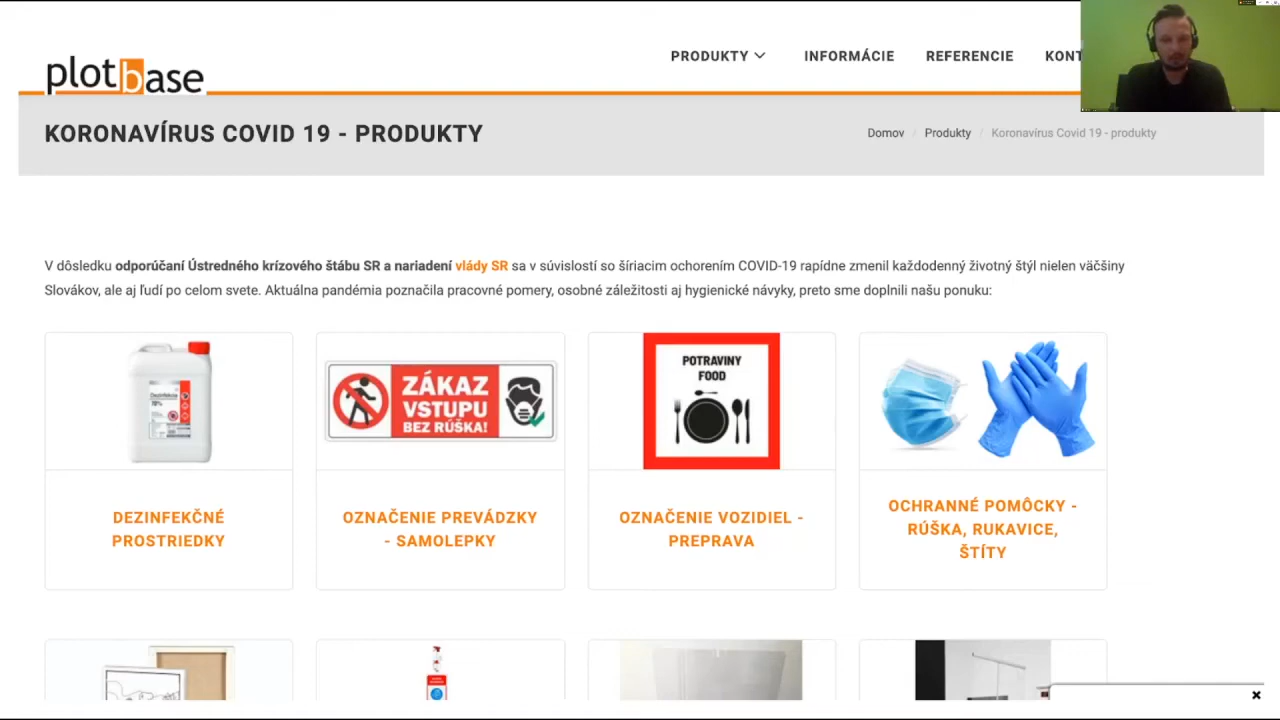 plotbase
PRODUKTY
INFORMÁCIE
REFERENCIE
KONT
KORONAVÍRUS COVID 19 - PRODUKTY
Domov / Produkty / Koronavírus Covid 19 - produkty
V dôsledku odporúčaní Ústredného krízového štábu SR a nariadení vlády SR sa v súvislostí so šíriacim ochorením COVID-19 rapídne zmenil každodenný životný štýl nielen väčšiny
Slovákov, ale aj ľudí po celom svete. Aktuálna pandémia poznačila pracovné pomery, osobné záležitosti aj hygienické návyky, preto sme doplnili našu ponuku:
Dezinfekcia
70%
ZÁKAZ
VSTUPU
BEZ RÚŠKA!
POTRAVINY
FOOD
DEZINFEKČNÉ
PROSTRIEDKY
OZNAČENIE PREVÁDZKY
- SAMOLEPKY
OZNAČENIE VOZIDIEL -
PREPRAVA
OCHRANNÉ POMÔCKY -
RÚŠKA, RUKAVICE,
ŠTÍTY